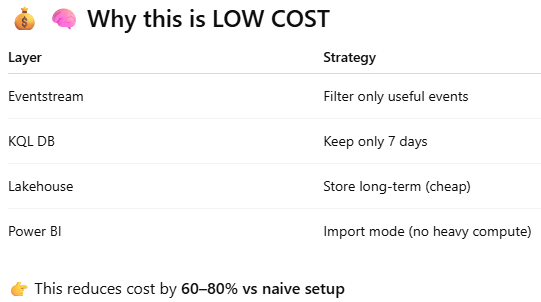 💰 🧠 Why this is LOW COST
Layer Strategy
Eventstream Filter only useful events
KQL DB Keep only 7 days
Lakehouse Store long-term (cheap)
Power BI Import mode (no heavy compute)
👉 This reduces cost by 60–80% vs naive setup